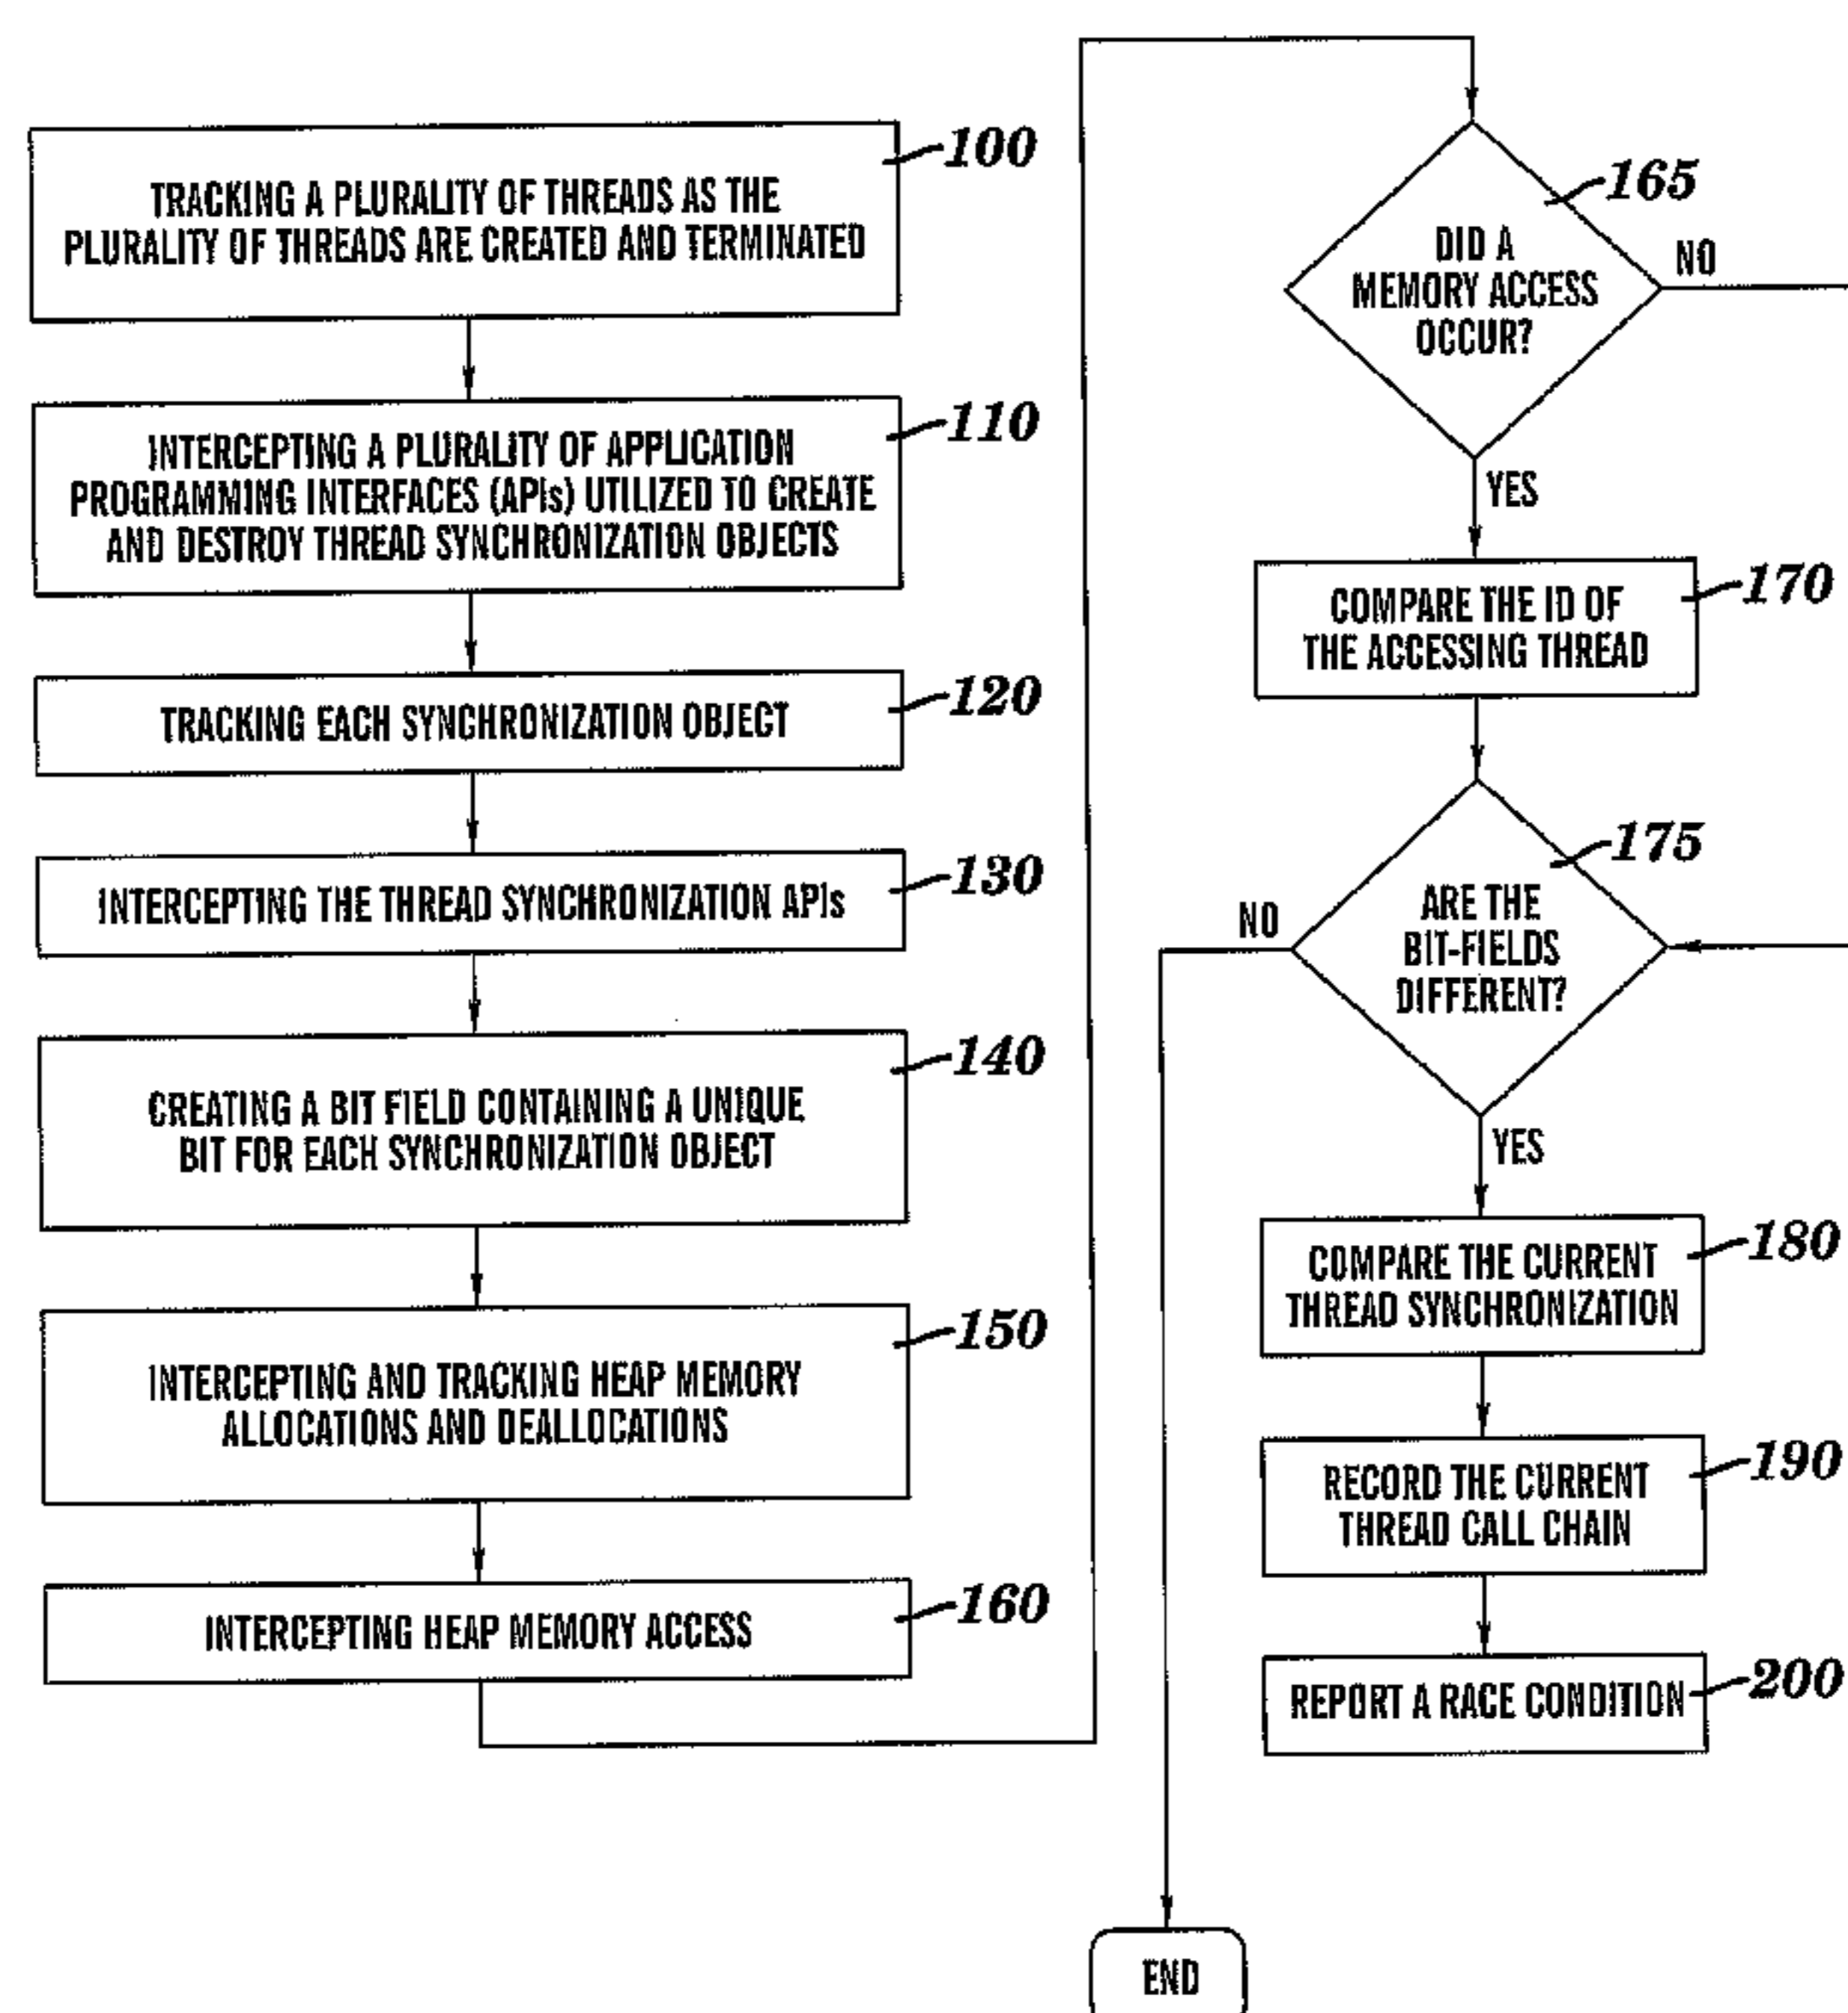 100
TRACKING A PLURALITY OF THREADS AS THE
PLURALITY OF THREADS ARE CREATED AND TERMINATED
110
INTERCEPTING A PLURALITY OF APPLICATION
PROGRAMMING INTERFACES (APIs) UTILIZED TO CREATE
AND DESTROY THREAD SYNCHRONIZATION OBJECTS
120
TRACKING EACH SYNCHRONIZATION OBJECT
130
INTERCEPTING THE THREAD SYNCHRONIZATION APIs
140
CREATING A BIT FIELD CONTAINING A UNIQUE
BIT FOR EACH SYNCHRONIZATION OBJECT
150
INTERCEPTING AND TRACKING HEAP MEMORY
ALLOCATIONS AND DEALLOCATIONS
160
INTERCEPTING HEAP MEMORY ACCESS
165
DID A
MEMORY ACCESS
OCCUR?
NO
YES
170
COMPARE THE ID OF
THE ACCESSING THREAD
175
ARE THE
BIT-FIELDS
DIFFERENT?
NO
YES
180
COMPARE THE CURRENT
THREAD SYNCHRONIZATION
190
RECORD THE CURRENT
THREAD CALL CHAIN
200
REPORT A RACE CONDITION
END